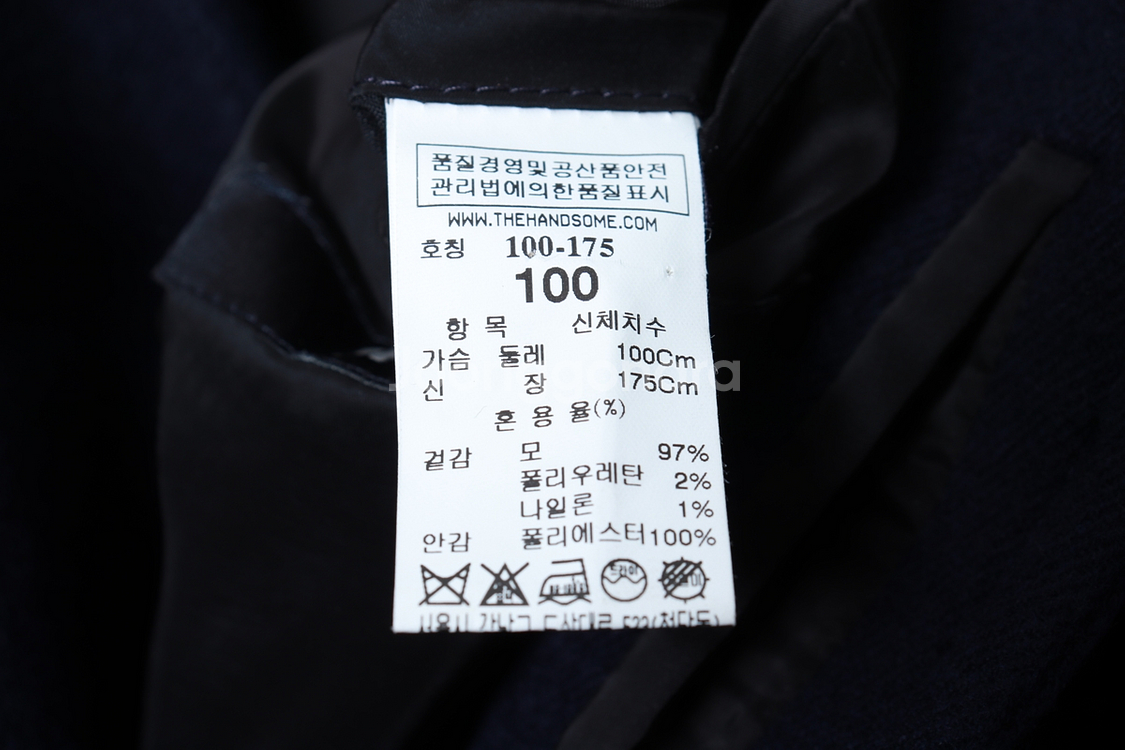 품질경영및공산품안전
관리법에의한품질표시
WWW.THEHANDSOME.COM
호칭 100-175
100
항 목 신체치수
가슴 둘레 100Cm
신 장 175Cm
혼 용 율(%)
겉감 모 97%
폴리우레탄 2%
나일론 1%
안감 폴리에스터100%
드라이